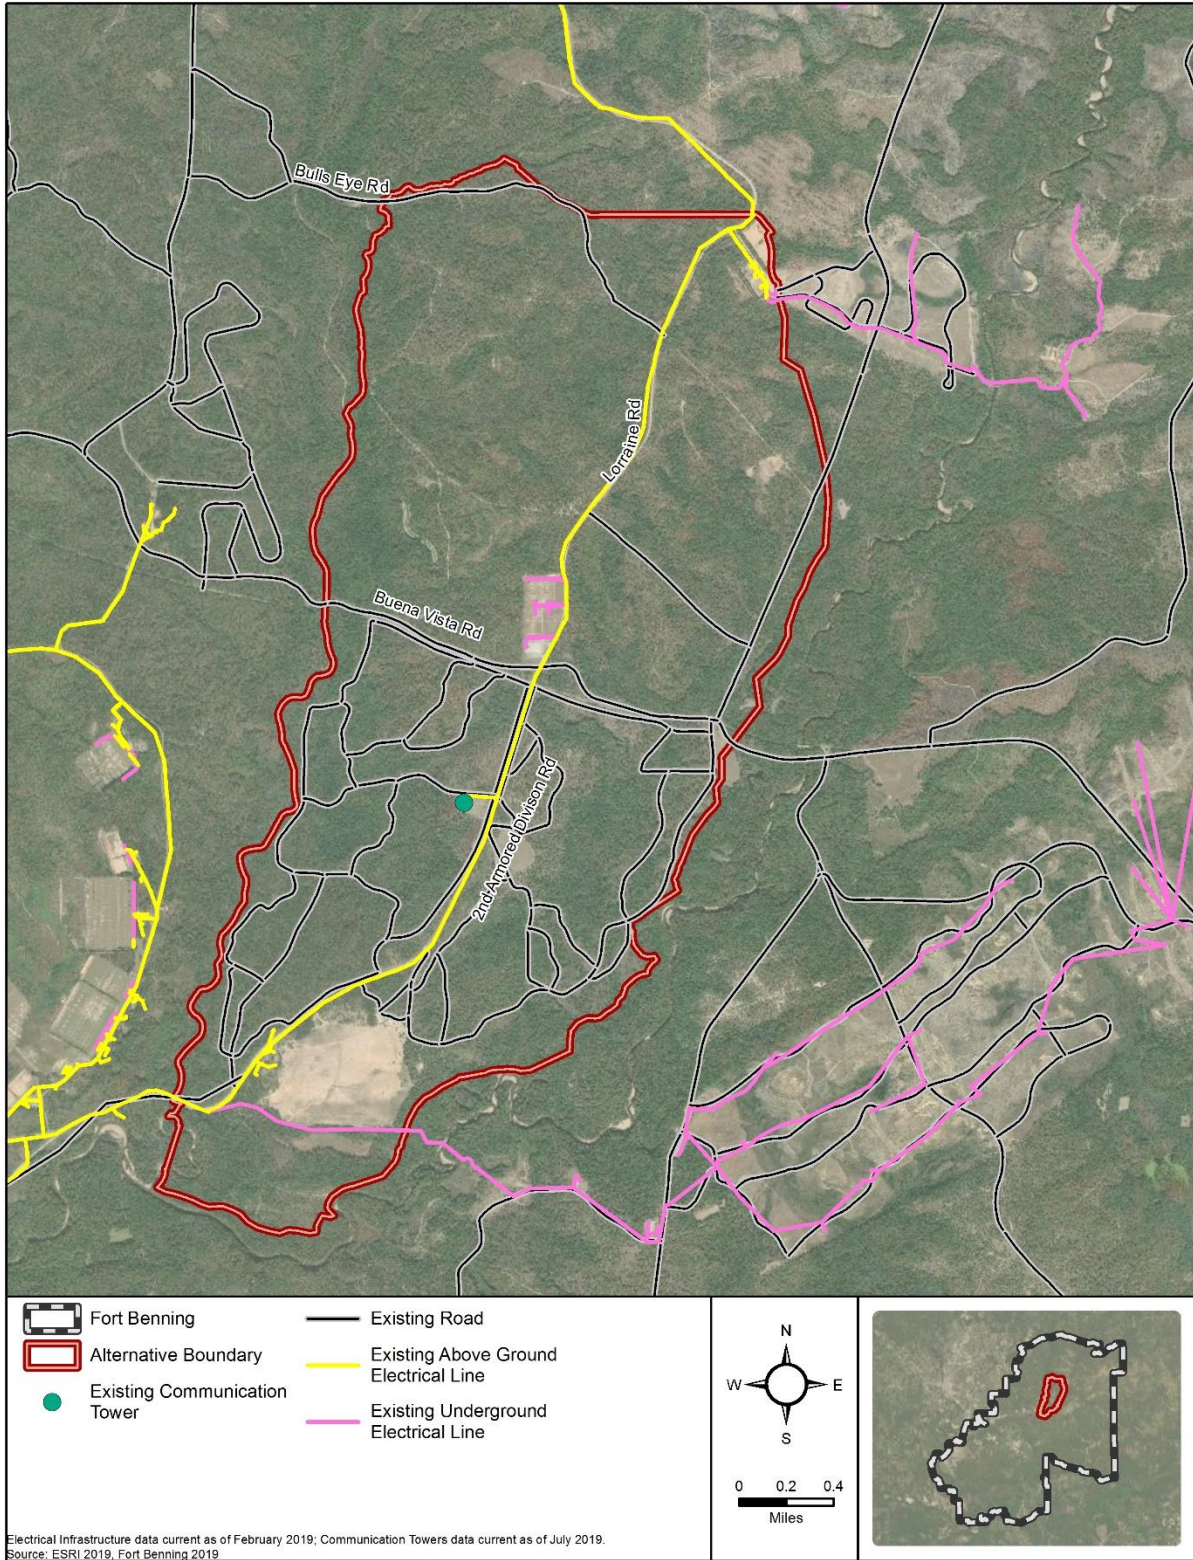 Bulls Eye Rd
Lorraine Rd
Buena Vista Rd
2nd Armored Divison Rd
Fort Benning
Alternative Boundary
Existing Communication
Tower
Existing Road
Existing Above Ground
Electrical Line
Existing Underground
Electrical Line
N
W
E
S
0 0.2 0.4
Miles
Electrical Infrastructure data current as of February 2019; Communication Towers data current as of July 2019.
Source: ESRI 2019, Fort Benning 2019